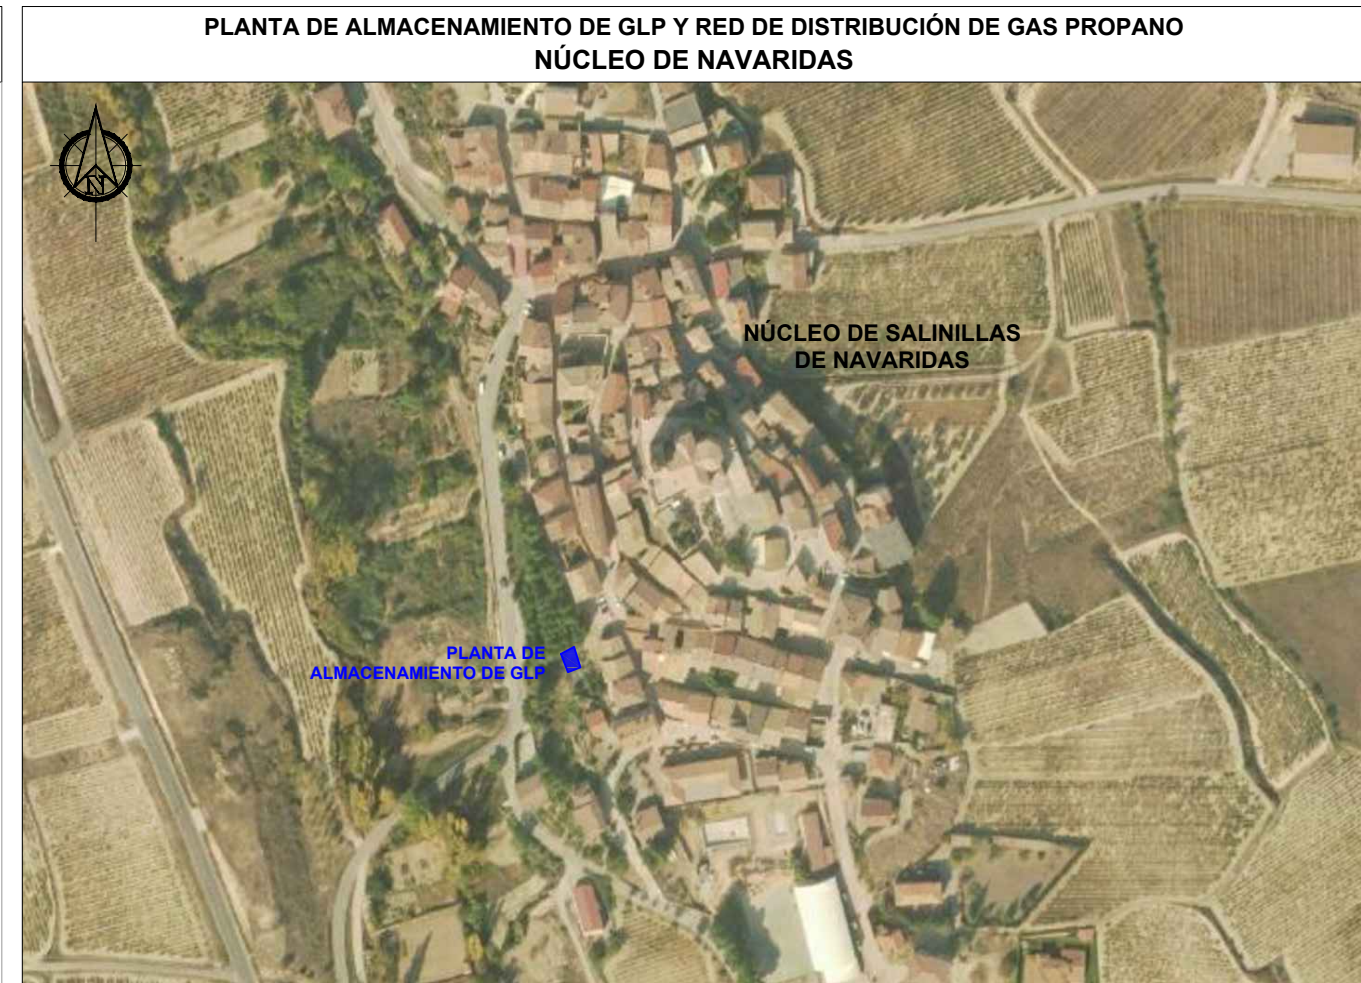 PLANTA DE ALMACENAMIENTO DE GLP Y RED DE DISTRIBUCIÓN DE GAS PROPANO
NÚCLEO DE NAVARIDAS
N
NÚCLEO DE SALINILLAS
DE NAVARIDAS
PLANTA DE
ALMACENAMIENTO DE GLP